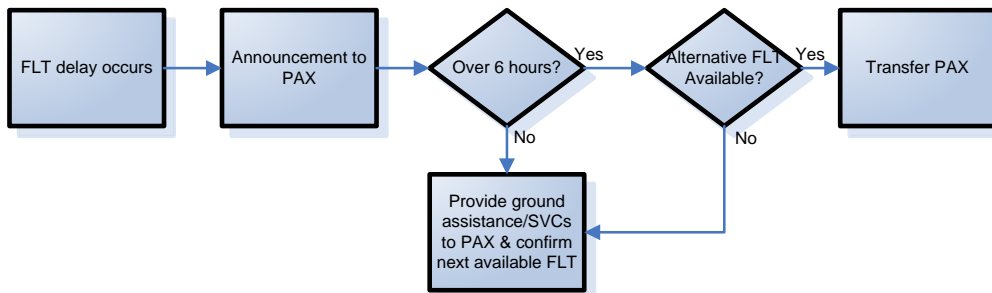 FLT delay occurs
Announcement to
PAX
Over 6 hours?
Yes
Alternative FLT
Available?
Yes
Transfer PAX
No
No
Provide ground
assistance/SVCs
to PAX & confirm
next available FLT